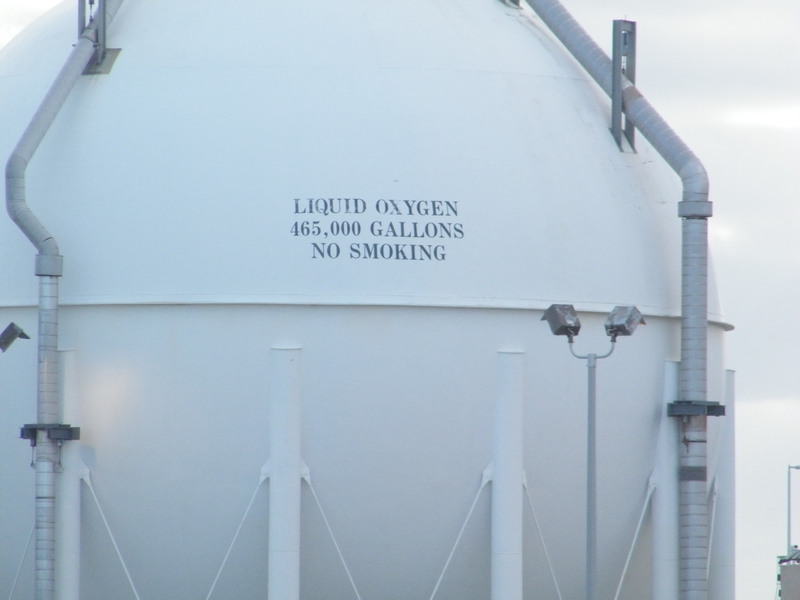 LIQUID OXYGEN
465,000 GALLONS
NO SMOKING